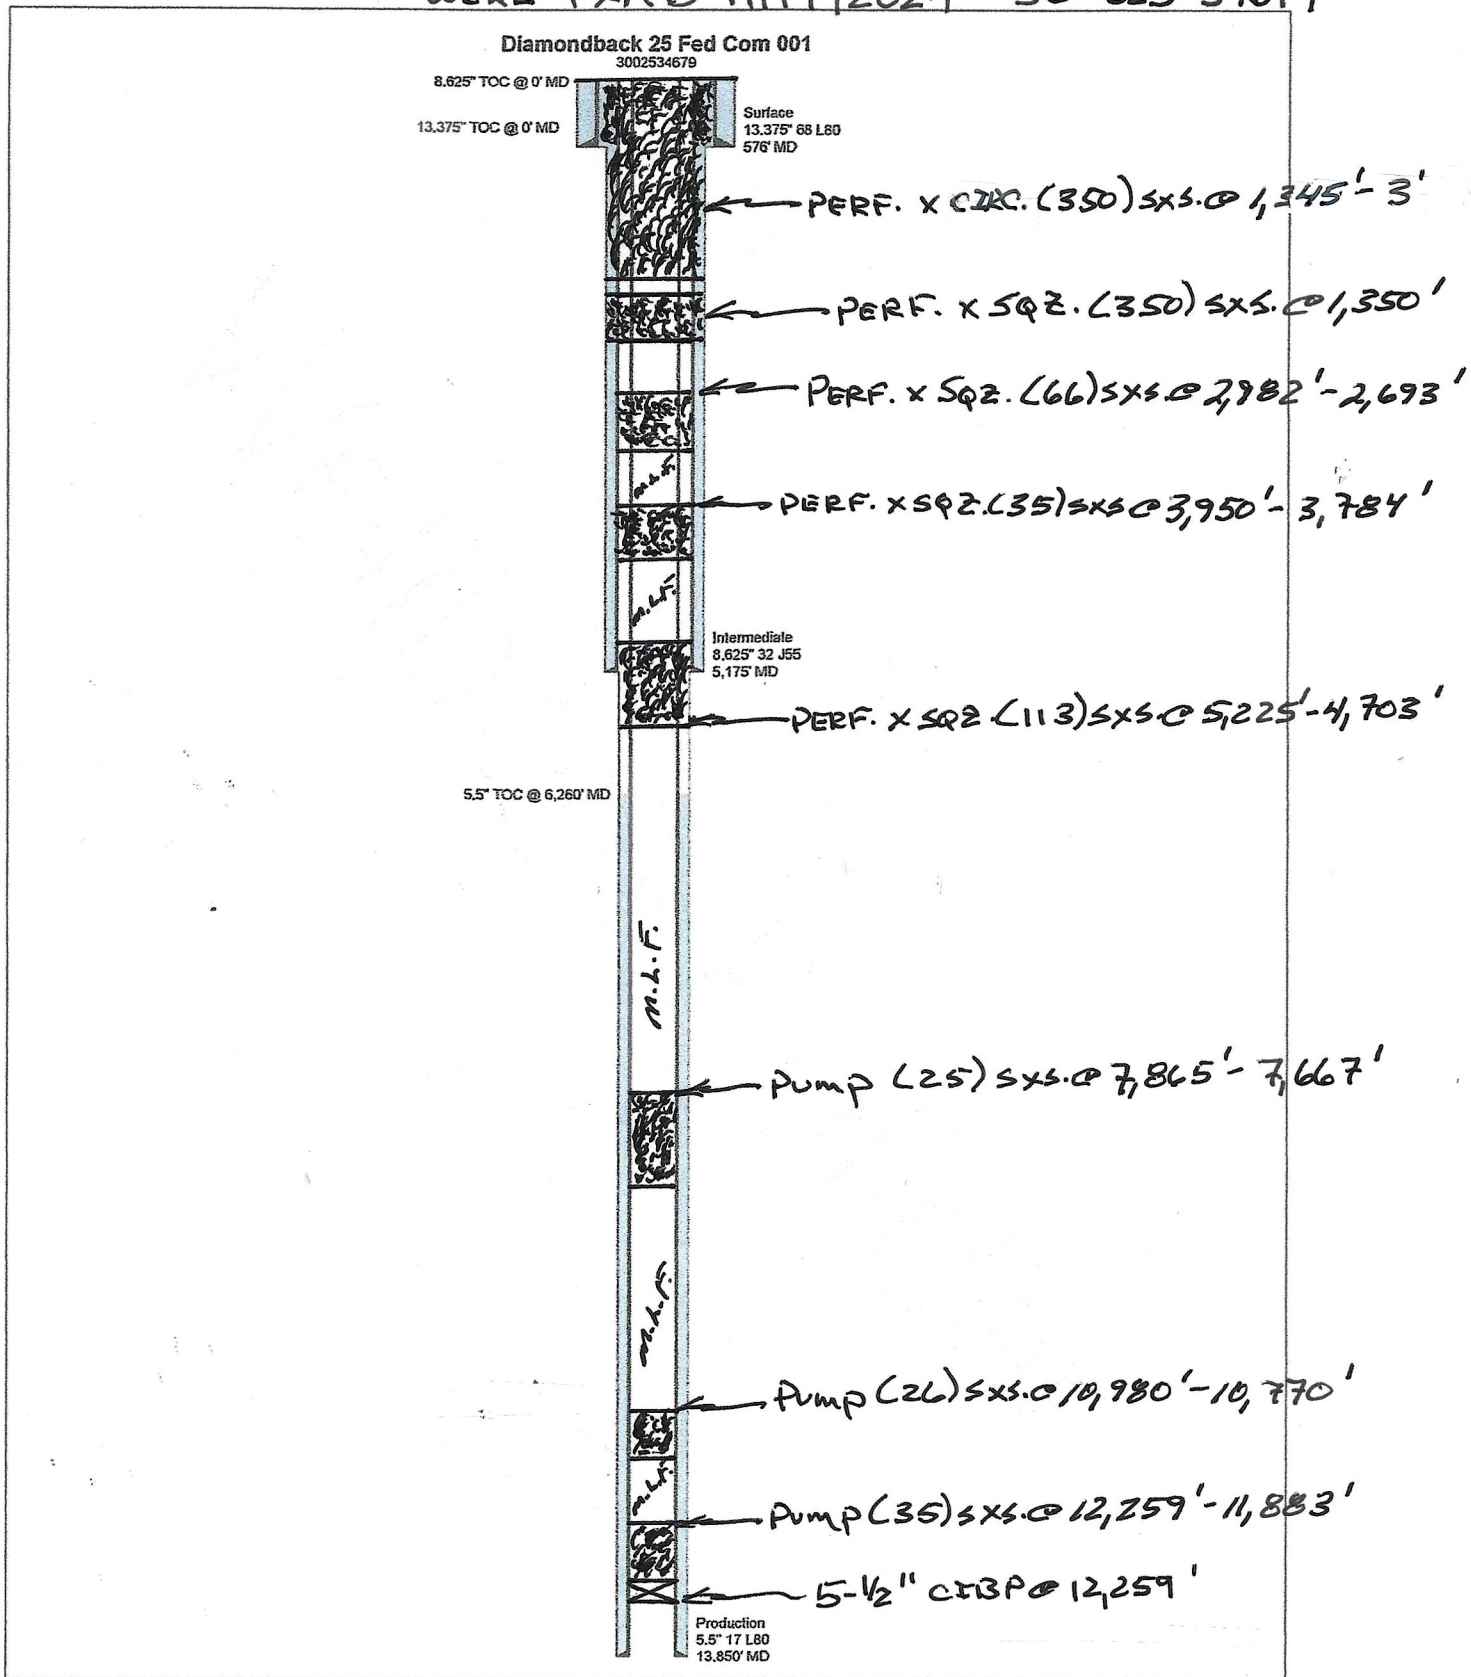 Diamondback 25 Fed Com 001
3002534679
8.625" TOC @ 0' MD
13.375" TOC @ 0' MD
Surface
13.375" 68 L80
576' MD
PERF. X CIRC. (350) SXS. @ 1,345'-3'
PERF. X SQZ. (350) SXS. @ 1,350'
PERF. X SQZ. (66) SXS. @ 2,982'-2,693'
M.L.F.
PERF. X SQZ. (35) SXS @ 3,950'-3,784'
M.L.F.
Intermediate
8.625" 32 J55
5,175' MD
PERF. X SQZ. (113) SXS @ 5,225'-4,703'
5.5" TOC @ 6,260' MD
M.L.F.
Pump (25) SXS. @ 7,865'-7,667'
M.L.F.
Pump (26) SXS. @ 10,980'-10,770'
M.L.F.
Pump (35) SXS. @ 12,259'-11,883'
5-1/2" CIBP @ 12,259'
Production
5.5" 17 L80
13,850' MD